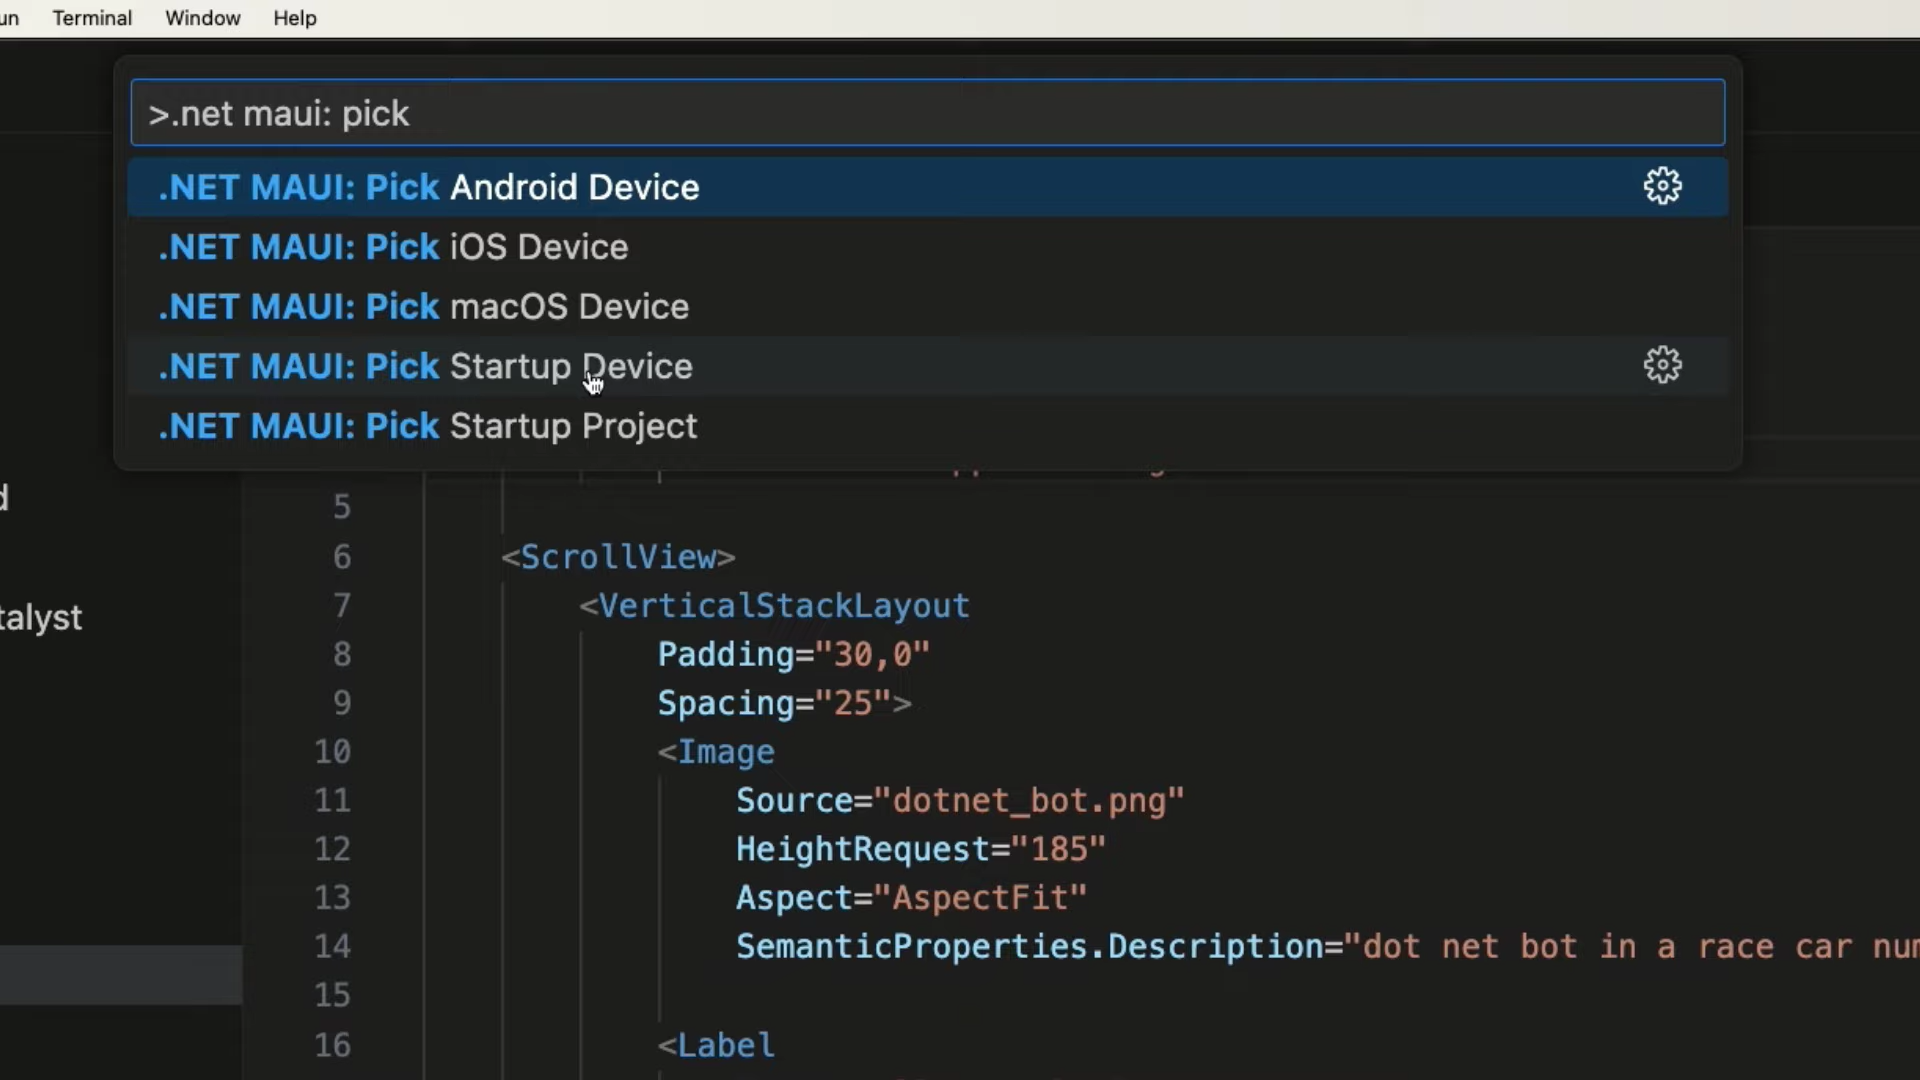 Terminal Window Help
>.net maui: pick
.NET MAUI: Pick Android Device
.NET MAUI: Pick iOS Device
.NET MAUI: Pick macOS Device
.NET MAUI: Pick Startup Device
.NET MAUI: Pick Startup Project
5
6 <ScrollView>
7 <VerticalStackLayout
talyst
8 Padding="30,0"
9 Spacing="25">
10 <Image
11 Source="dotnet_bot.png"
12 HeightRequest="185"
13 Aspect="AspectFit"
14 SemanticProperties.Description="dot net bot in a race car num
15
16 <Label